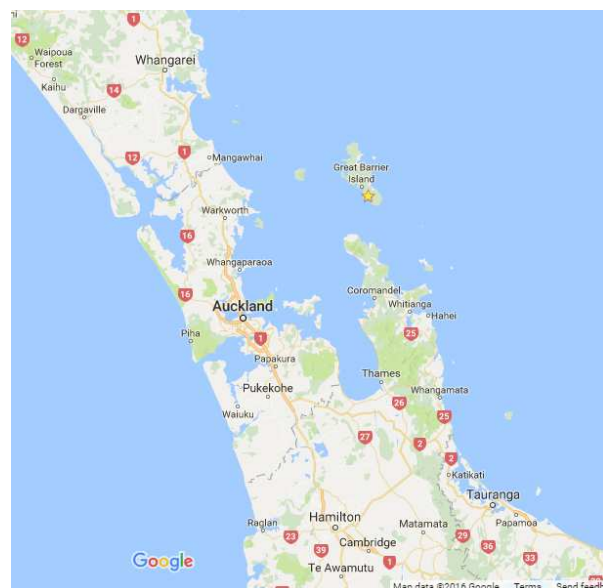 1
12
Waipoua
Forest
Whangarei
Kaihu
14
Dargaville
1
12
Mangawhai
Great Barrier
Island
Warkworth
16
Whangaparaoa
16
Coromandel
Whitianga
Hahei
Auckland
Piha
1
25
Papakura
Thames
Pukekohe
Whangamata
Waiuku
26
25
27
2
2
Katikati
Tauranga
Raglan
Hamilton
Matamata
Papamoa
23
29
39
Cambridge
36
1
33
Te Awamutu
Google
Map data ©2016 Google Terms Send feedb